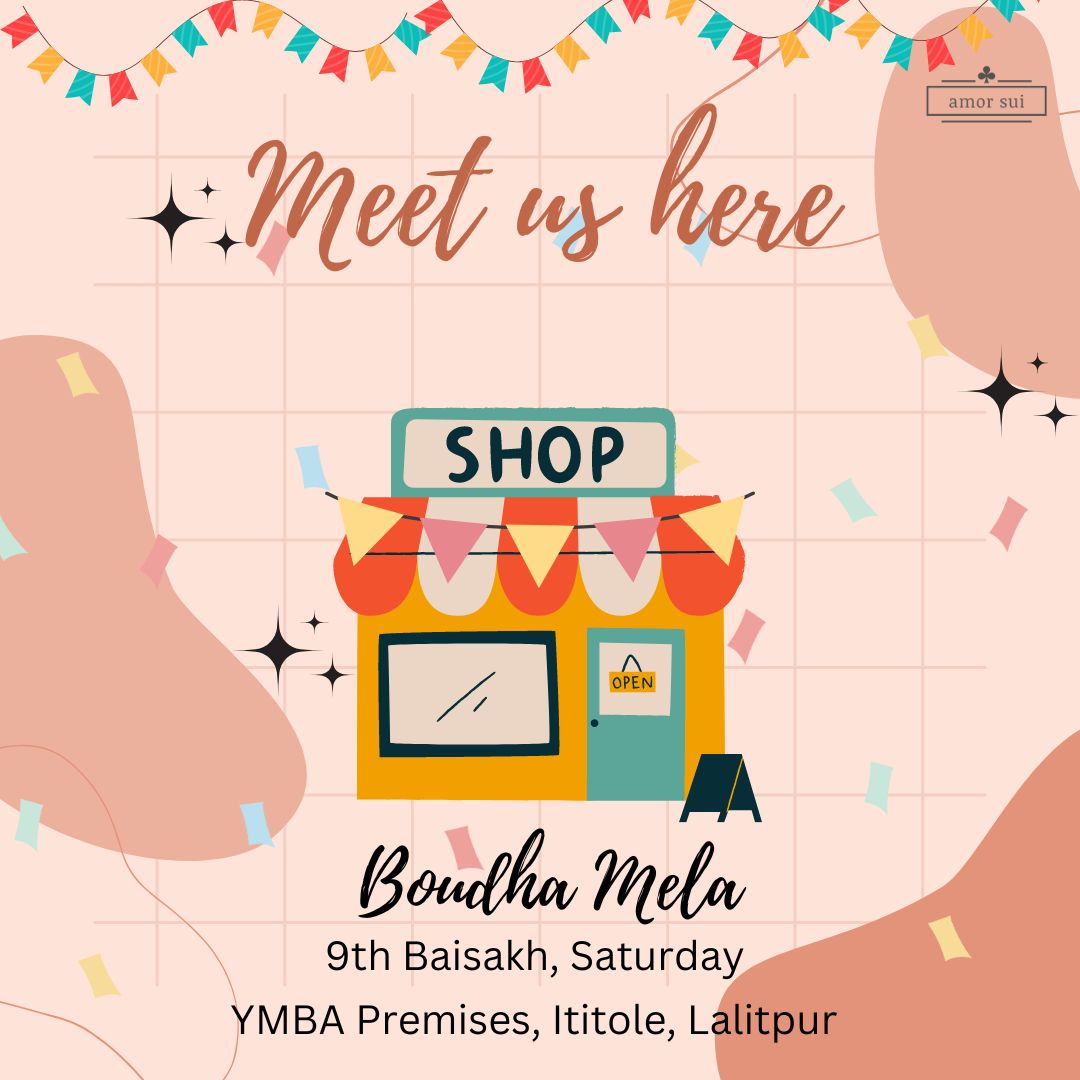 amor sui
Meet us here
SHOP
OPEN
Boudha Mela
9th Baisakh, Saturday
YMBA Premises, Ititole, Lalitpur